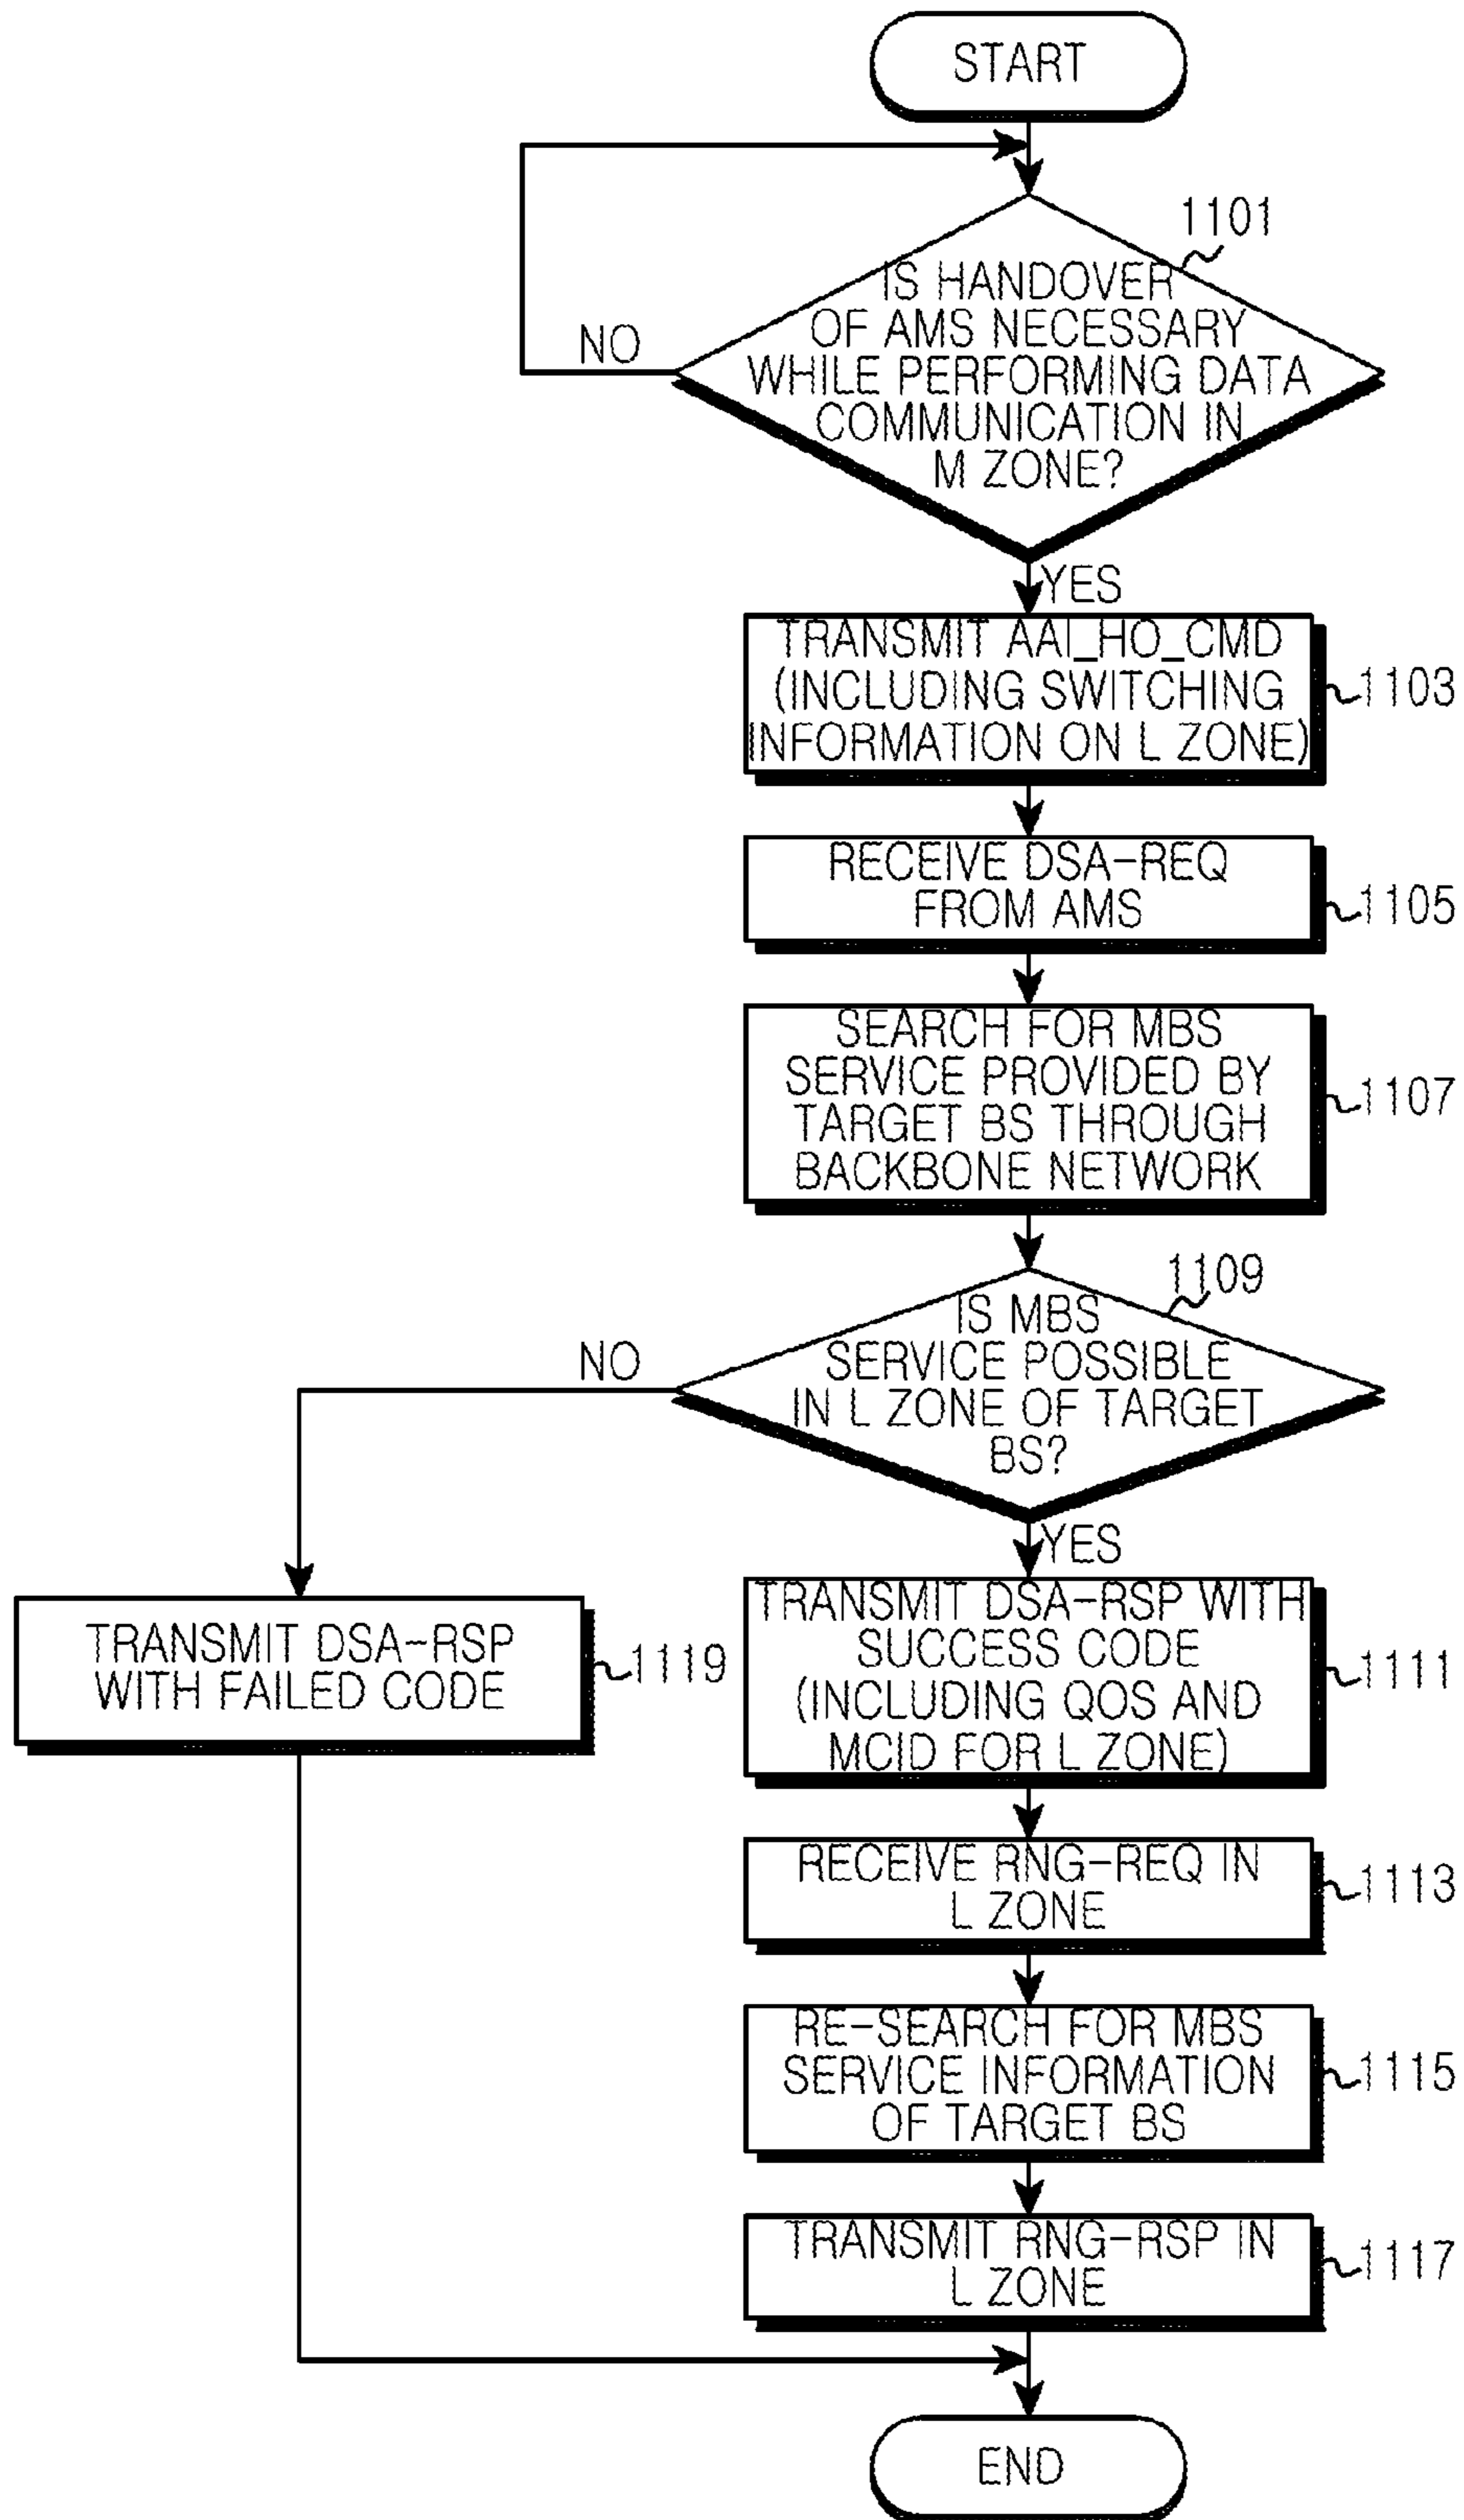 START
1101
IS HANDOVER
OF AMS NECESSARY
WHILE PERFORMING DATA
COMMUNICATION IN
M ZONE?
NO
YES
TRANSMIT AAI_HO_CMD
(INCLUDING SWITCHING
INFORMATION ON L ZONE)
1103
RECEIVE DSA-REQ
FROM AMS
1105
SEARCH FOR MBS
SERVICE PROVIDED BY
TARGET BS THROUGH
BACKBONE NETWORK
1107
1109
IS MBS
SERVICE POSSIBLE
IN L ZONE OF TARGET
BS?
NO
YES
TRANSMIT DSA-RSP
WITH FAILED CODE
1119
TRANSMIT DSA-RSP WITH
SUCCESS CODE
(INCLUDING QOS AND
MCID FOR L ZONE)
1111
RECEIVE RNG-REQ IN
L ZONE
1113
RE-SEARCH FOR MBS
SERVICE INFORMATION
OF TARGET BS
1115
TRANSMIT RNG-RSP IN
L ZONE
1117
END